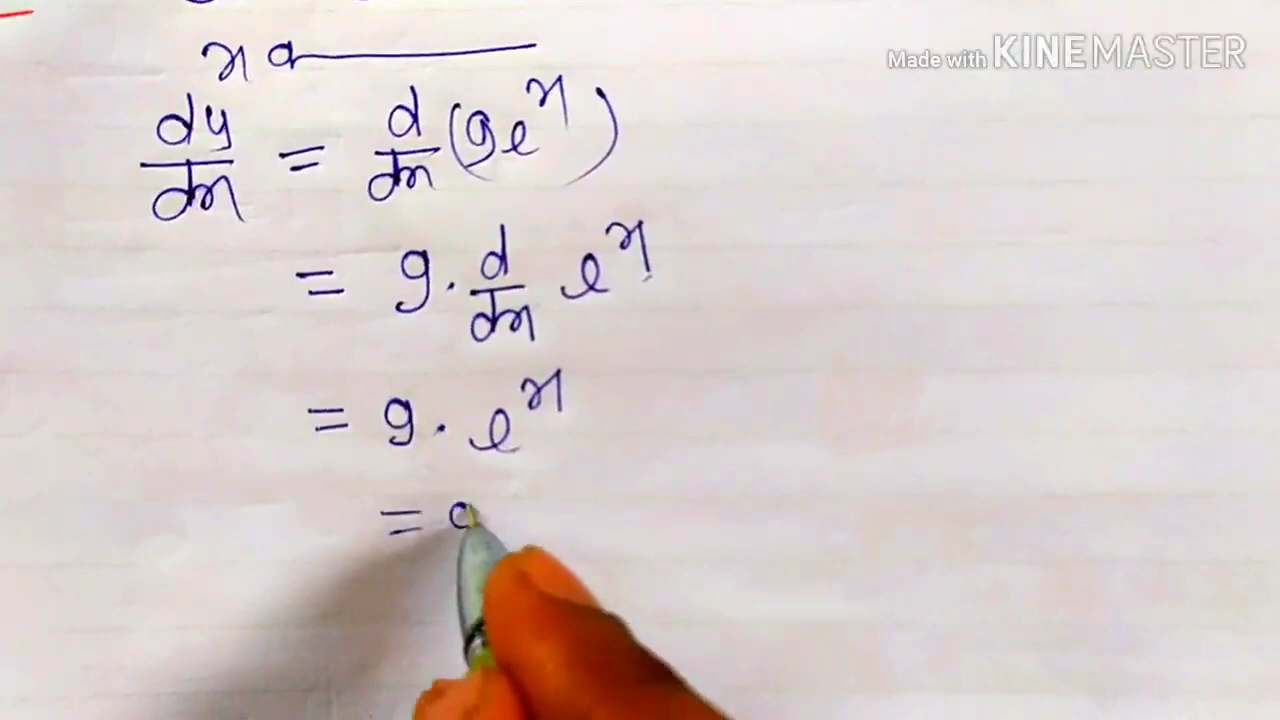 Made with KINEMASTER
dy/dx = d/dx (9e^x)
= 9 · d/dx e^x
= 9 · e^x
=